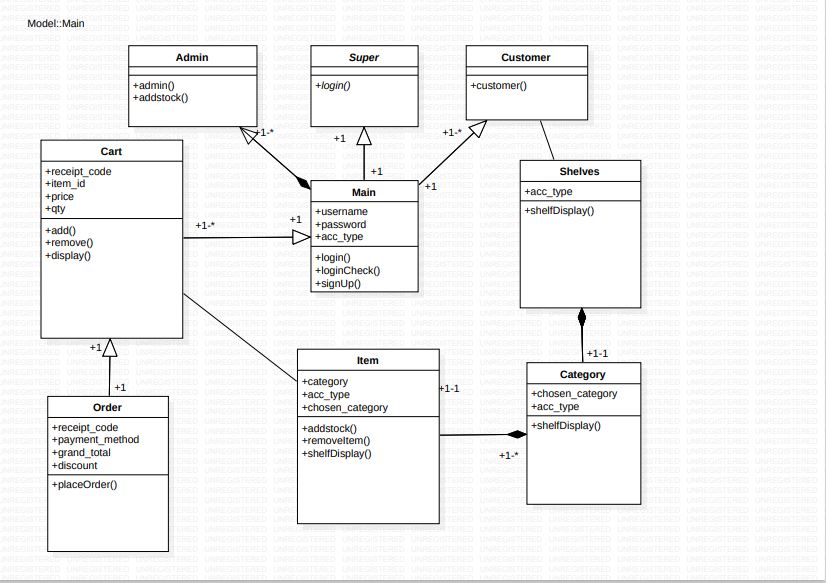 Model::Main
Admin
+admin()
+addstock()
Super
+login()
Customer
+customer()
+1-*
+1
+1
+1-*
+1
Cart
+receipt_code
+item_id
+price
+qty
+add()
+remove()
+display()
Main
+username
+password
+acc_type
+login()
+loginCheck()
+signUp()
+1-*
+1
Shelves
+acc_type
+shelfDisplay()
+1
+1
+1-1
Order
+receipt_code
+payment_method
+grand_total
+discount
+placeOrder()
Item
+category
+acc_type
+chosen_category
+addstock()
+removeItem()
+shelfDisplay()
+1-1
+1-*
Category
+chosen_category
+acc_type
+shelfDisplay()